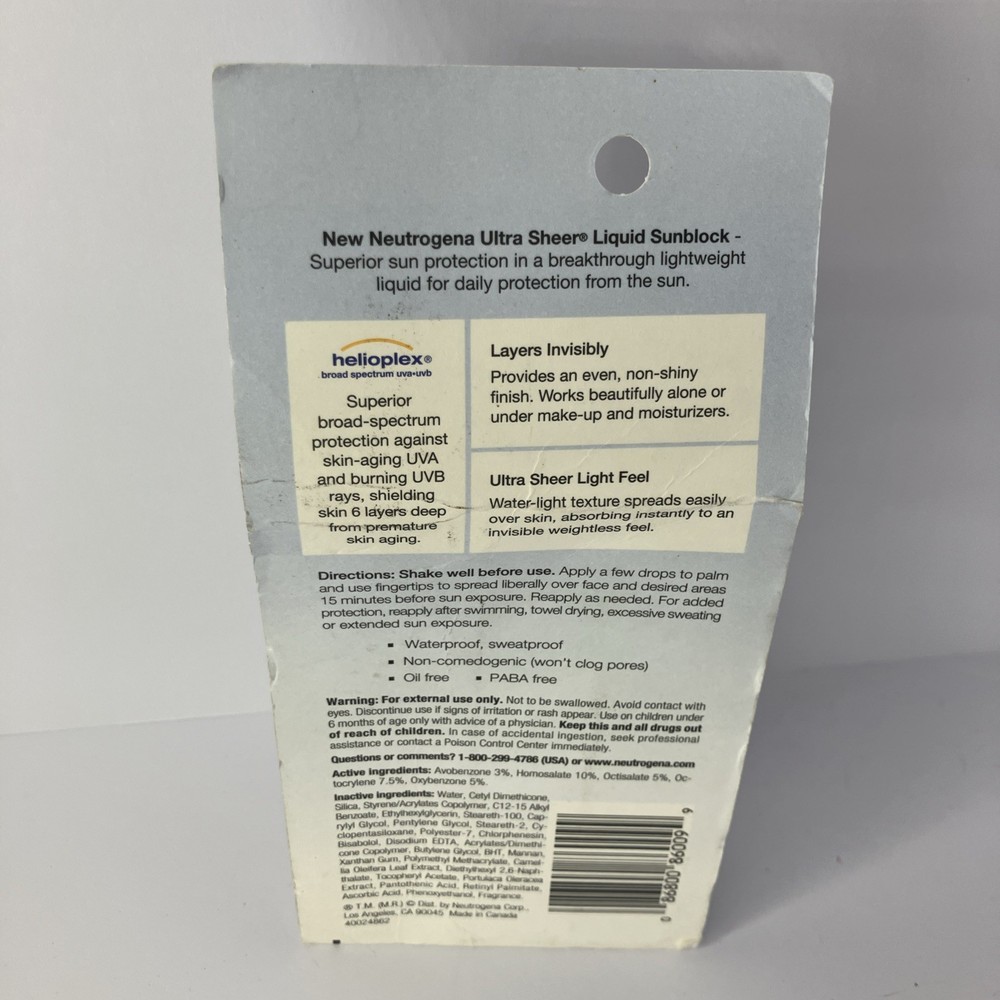 New Neutrogena Ultra Sheer® Liquid Sunblock -
Superior sun protection in a breakthrough lightweight
liquid for daily protection from the sun.
helioplex®
broad spectrum uva•uvb
Superior
broad-spectrum
protection against
skin-aging UVA
and burning UVB
rays, shielding
skin 6 layers deep
from premature
skin aging.
Layers Invisibly
Provides an even, non-shiny
finish. Works beautifully alone or
under make-up and moisturizers.
Ultra Sheer Light Feel
Water-light texture spreads easily
over skin, absorbing instantly to an
invisible weightless feel.
Directions: Shake well before use. Apply a few drops to palm
and use fingertips to spread liberally over face and desired areas
15 minutes before sun exposure. Reapply as needed. For added
protection, reapply after swimming, towel drying, excessive sweating
or extended sun exposure.
▪ Waterproof, sweatproof
▪ Non-comedogenic (won't clog pores)
▪ Oil free ▪ PABA free
Warning: For external use only. Not to be swallowed. Avoid contact with
eyes. Discontinue use if signs of irritation or rash appear. Use on children under
6 months of age only with advice of a physician. Keep this and all drugs out
of reach of children. In case of accidental ingestion, seek professional
assistance or contact a Poison Control Center immediately.
Questions or comments? 1-800-299-4786 (USA) or www.neutrogena.com
Active ingredients: Avobenzone 3%, Homosalate 10%, Octisalate 5%, Oc-
tocrylene 7.5%, Oxybenzone 5%.
Inactive ingredients: Water, Cetyl Dimethicone,
Silica, Styrene/Acrylates Copolymer, C12-15 Alkyl
Benzoate, Ethylhexylglycerin, Steareth-100, Cap-
rylyl Glycol, Pentylene Glycol, Steareth-2, Cy-
clopentasiloxane, Polyester-7, Chlorphenesin,
Bisabolol, Disodium EDTA, Acrylates/Dimethi-
cone Copolymer, Butylene Glycol, BHT, Mannan,
Xanthan Gum, Polymethyl Methacrylate, Camel-
lia Oleifera Leaf Extract, Diethylhexyl 2,6-Naph-
thalate, Tocopheryl Acetate, Portulaca Oleracea
Extract, Pantothenic Acid, Retinyl Palmitate,
Ascorbic Acid, Phenoxyethanol, Fragrance.
® T.M. (M.R.) © Dist. by Neutrogena Corp.,
Los Angeles, CA 90045 Made in Canada
40024862
0 86800 86009 9